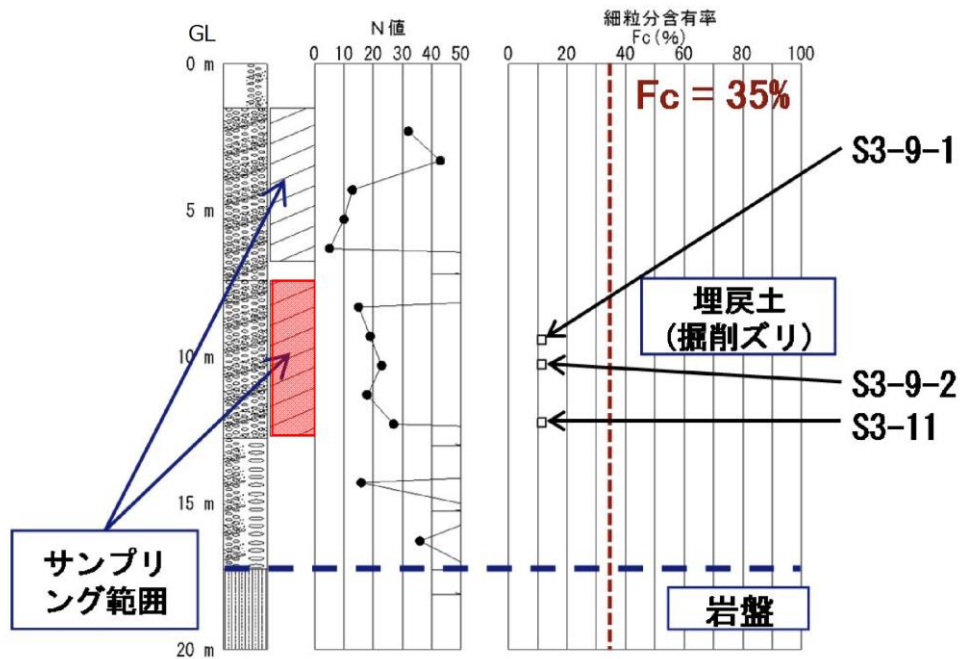 GL
N値
0 10 20 30 40 50
細粒分含有率
Fc(%)
0 20 40 60 80 100
0 m
Fc = 35%
S3-9-1
5 m
埋戻土
(掘削ズリ)
10 m
S3-9-2
S3-11
15 m
サンプリ
ング範囲
岩盤
20 m